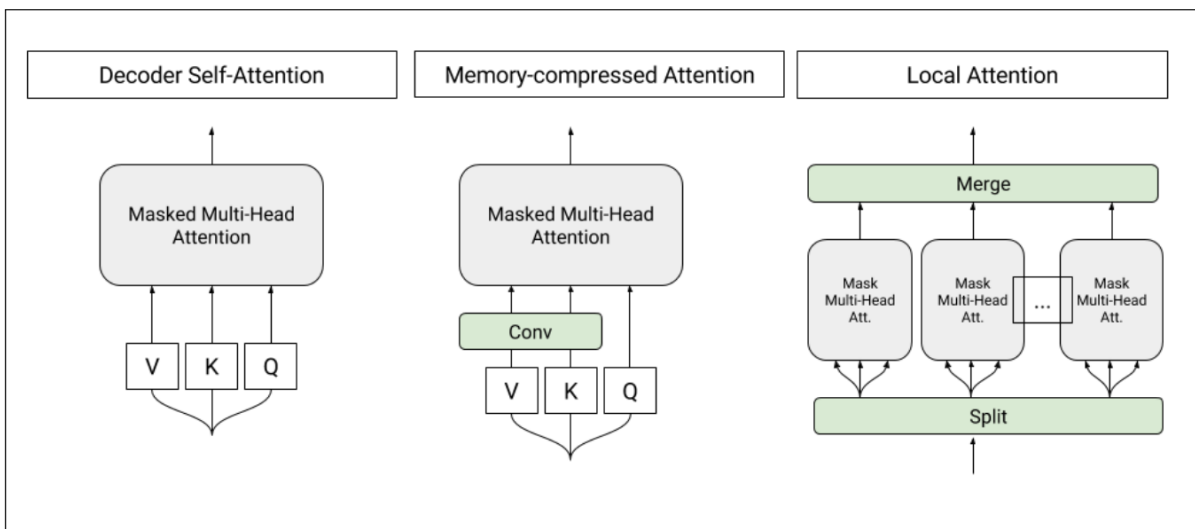 Decoder Self-Attention
Memory-compressed Attention
Local Attention
Masked Multi-Head
Attention
V
K
Q
Masked Multi-Head
Attention
Conv
V
K
Q
Merge
Mask
Multi-Head
Att.
Mask
Multi-Head
Att.
...
Mask
Multi-Head
Att.
Split